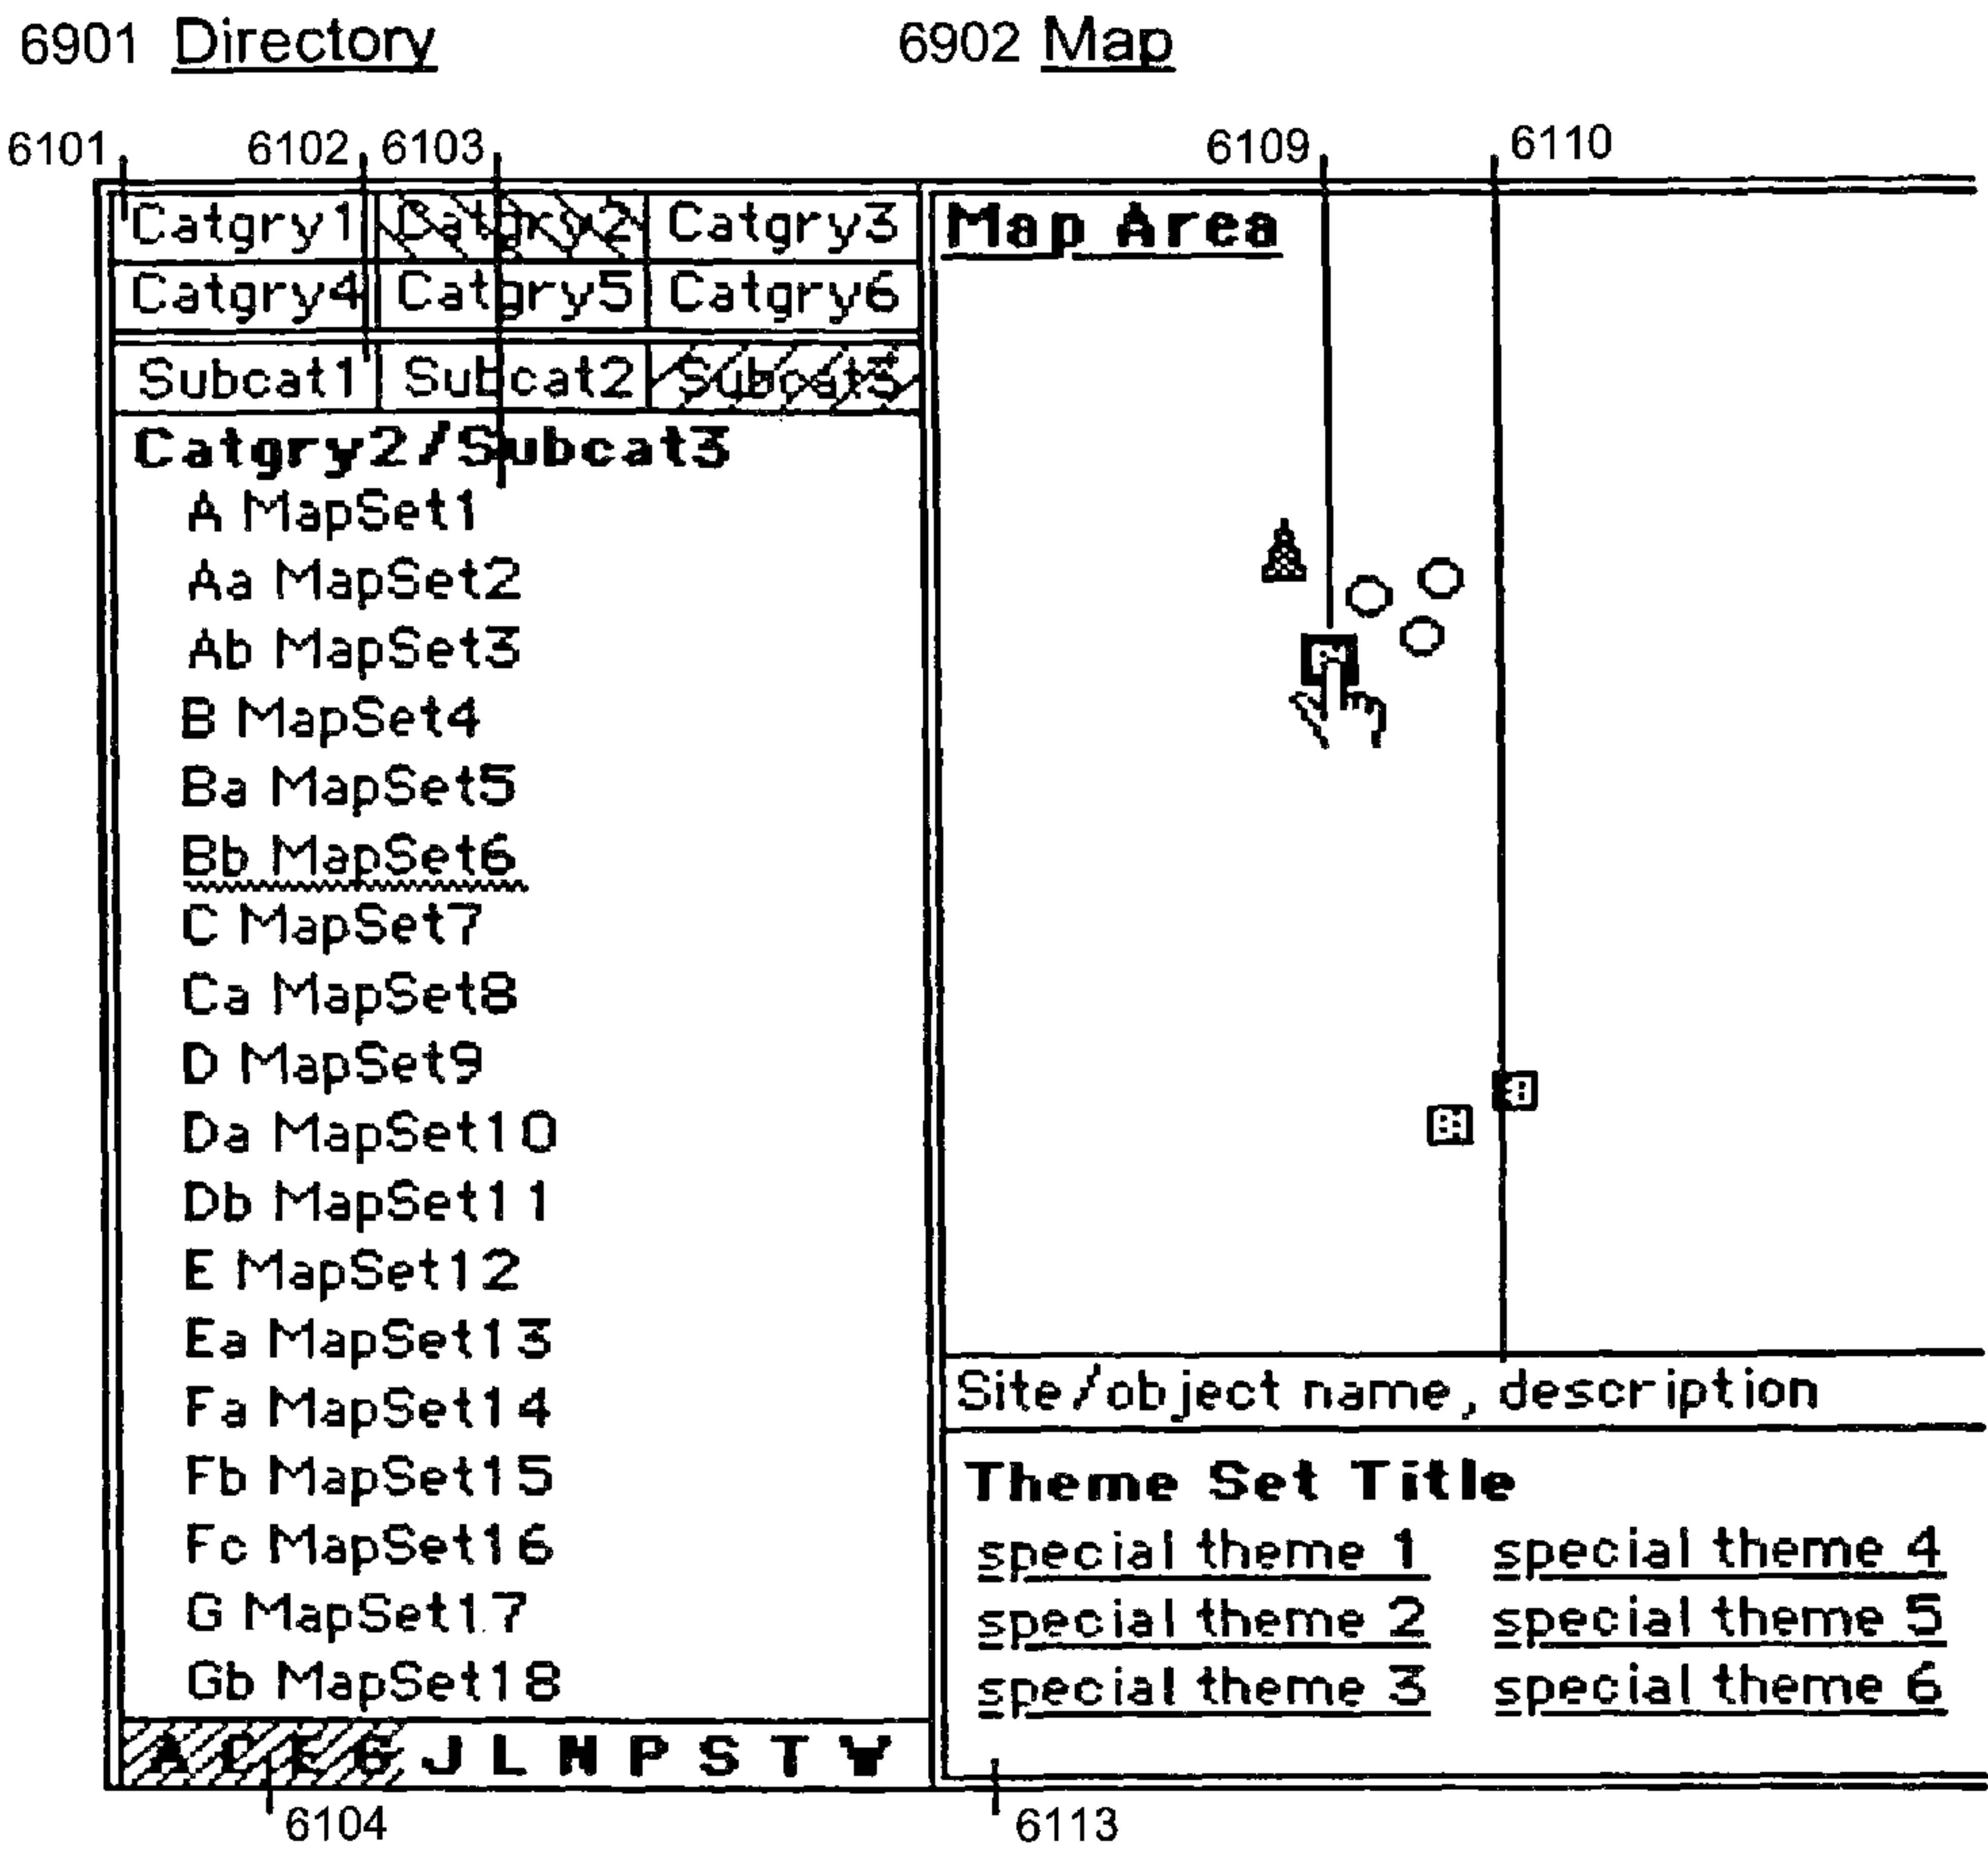 6901 Directory 6902 Map
6101 6102 6103 6109 6110
Catgry1 Catgry2 Catgry3
Catgry4 Catgry5 Catgry6
Subcat1 Subcat2 Subcat3
Catgry2/Subcat3
A MapSet1
Aa MapSet2
Ab MapSet3
B MapSet4
Ba MapSet5
Bb MapSet6
C MapSet7
Ca MapSet8
D MapSet9
Da MapSet10
Db MapSet11
E MapSet12
Ea MapSet13
Fa MapSet14
Fb MapSet15
Fc MapSet16
G MapSet17
Gb MapSet18
J L N P S T W
6104
Map Area
Site/object name, description
Theme Set Title
special theme 1 special theme 4
special theme 2 special theme 5
special theme 3 special theme 6
6113